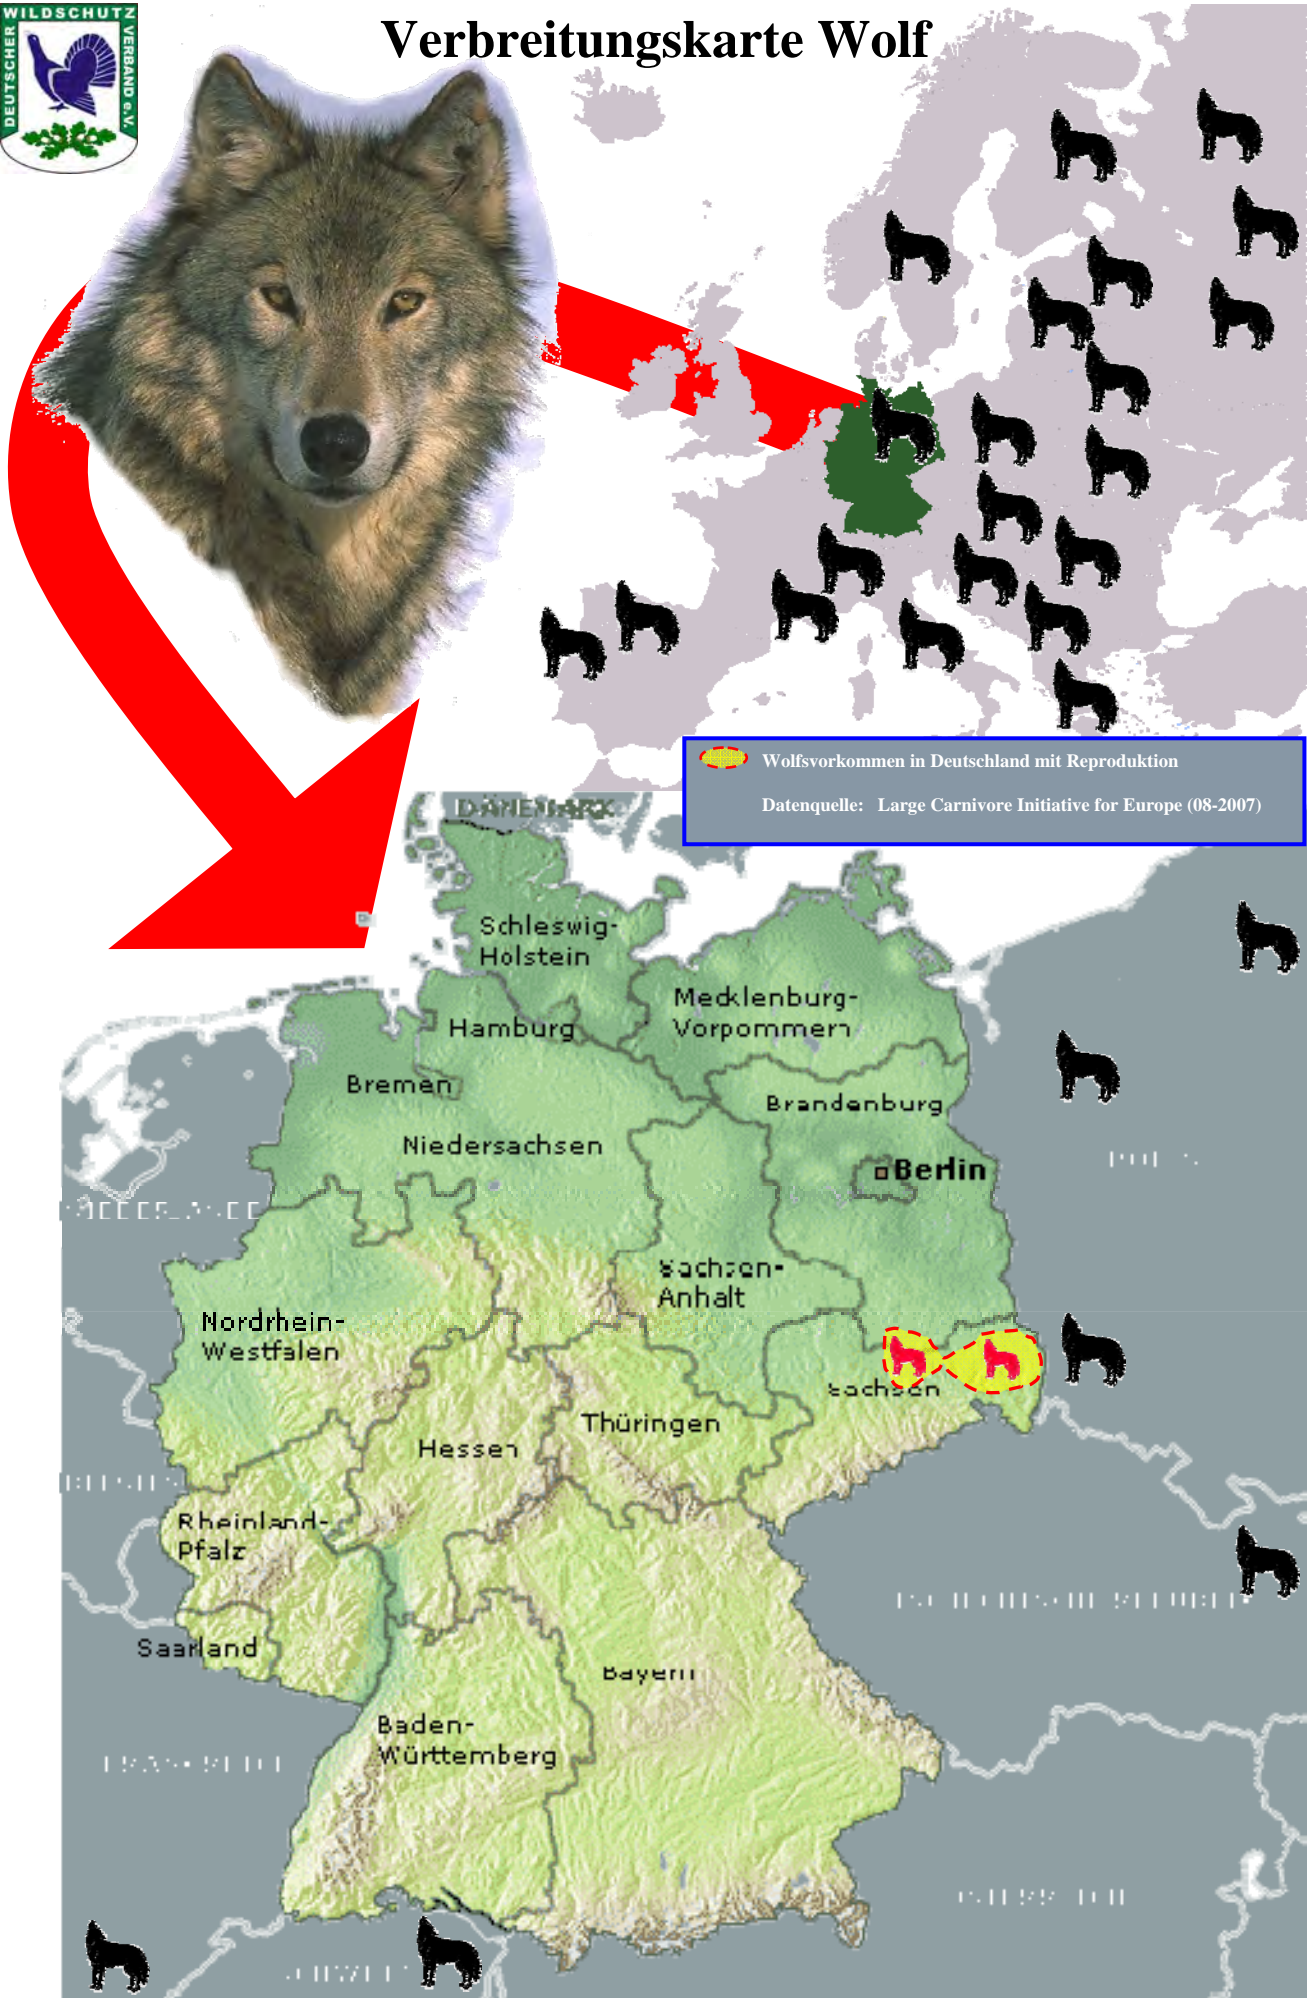 DEUTSCHER WILDSCHUTZ VERBAND e.V.
Verbreitungskarte Wolf
Wolfsvorkommen in Deutschland mit Reproduktion
Datenquelle: Large Carnivore Initiative for Europe (08-2007)
DÄNEMARK
Schleswig-
Holstein
Mecklenburg-
Vorpommern
Hamburg
Bremen
Brandenburg
Niedersachsen
Berlin
Sachsen-
Anhalt
Nordrhein-
Westfalen
Sachsen
Thüringen
Hessen
Rheinland-
Pfalz
Saarland
Bayern
Baden-
Württemberg